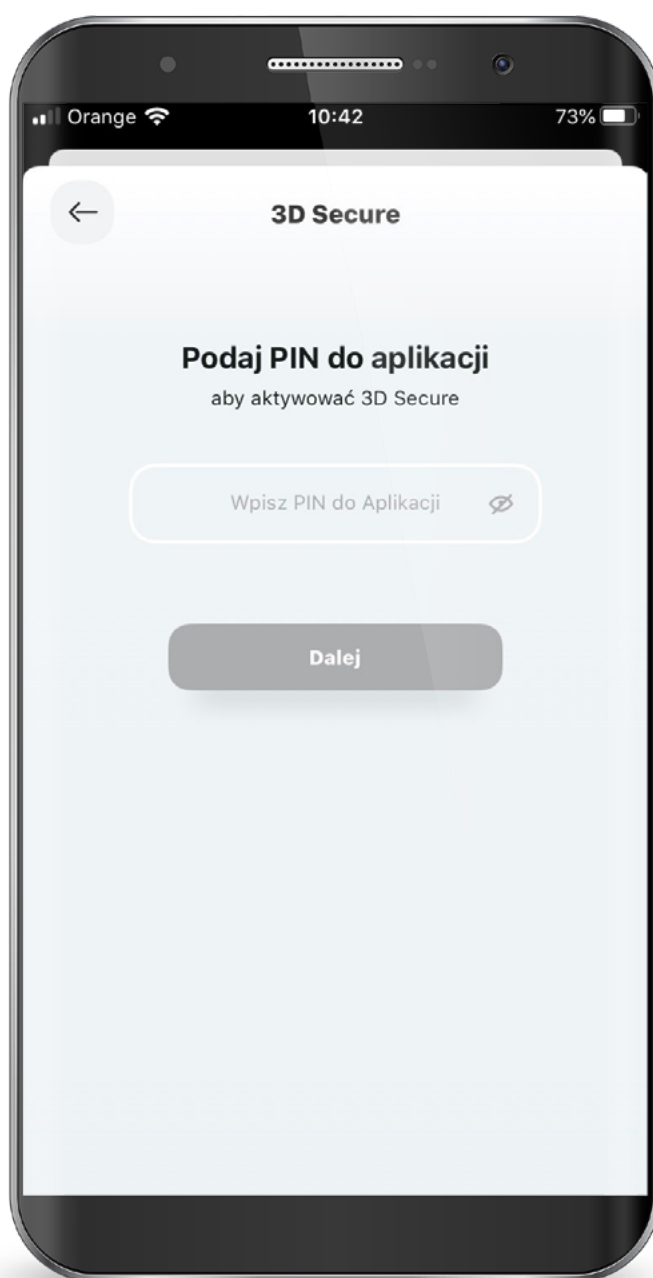 Orange 10:42 73%
3D Secure
Podaj PIN do aplikacji
aby aktywować 3D Secure
Wpisz PIN do Aplikacji
Dalej